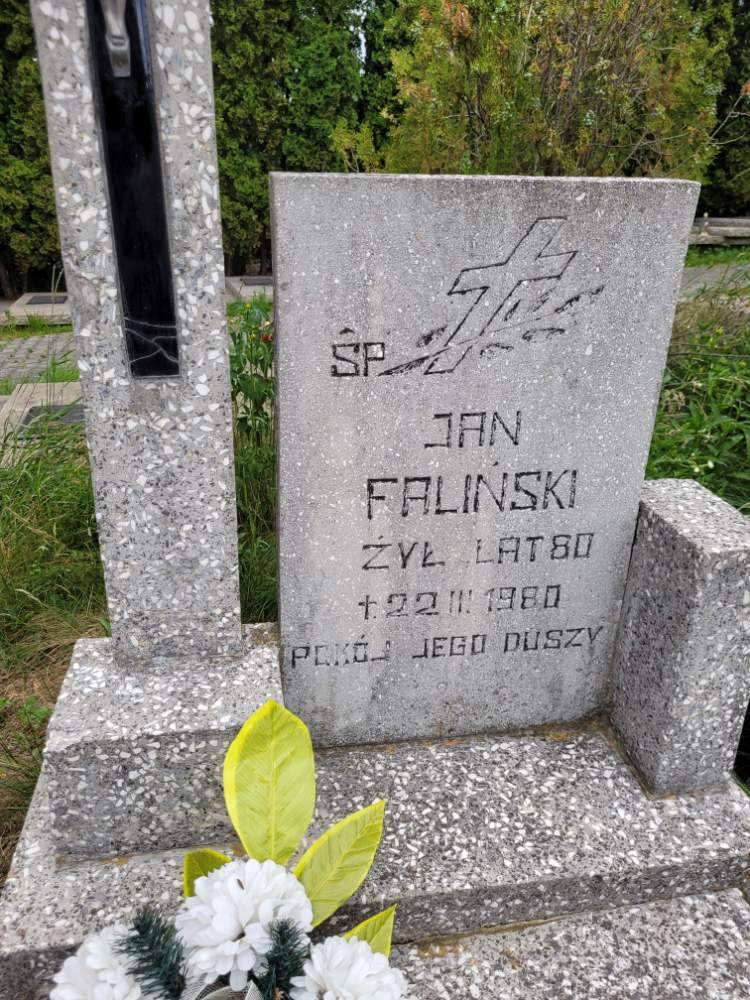 ŚP
JAN
FALIŃSKI
ŻYŁ LAT 80
† 22 III 1980
POKÓJ JEGO DUSZY